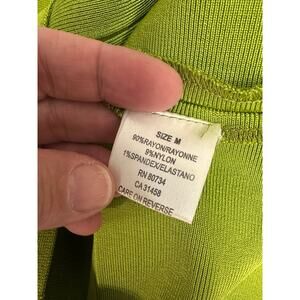 SIZE M
90%RAYON/RAYONNE
9%NYLON
1%SPANDEX/ELASTANO
RN 80734
CA 31458
CARE ON REVERSE